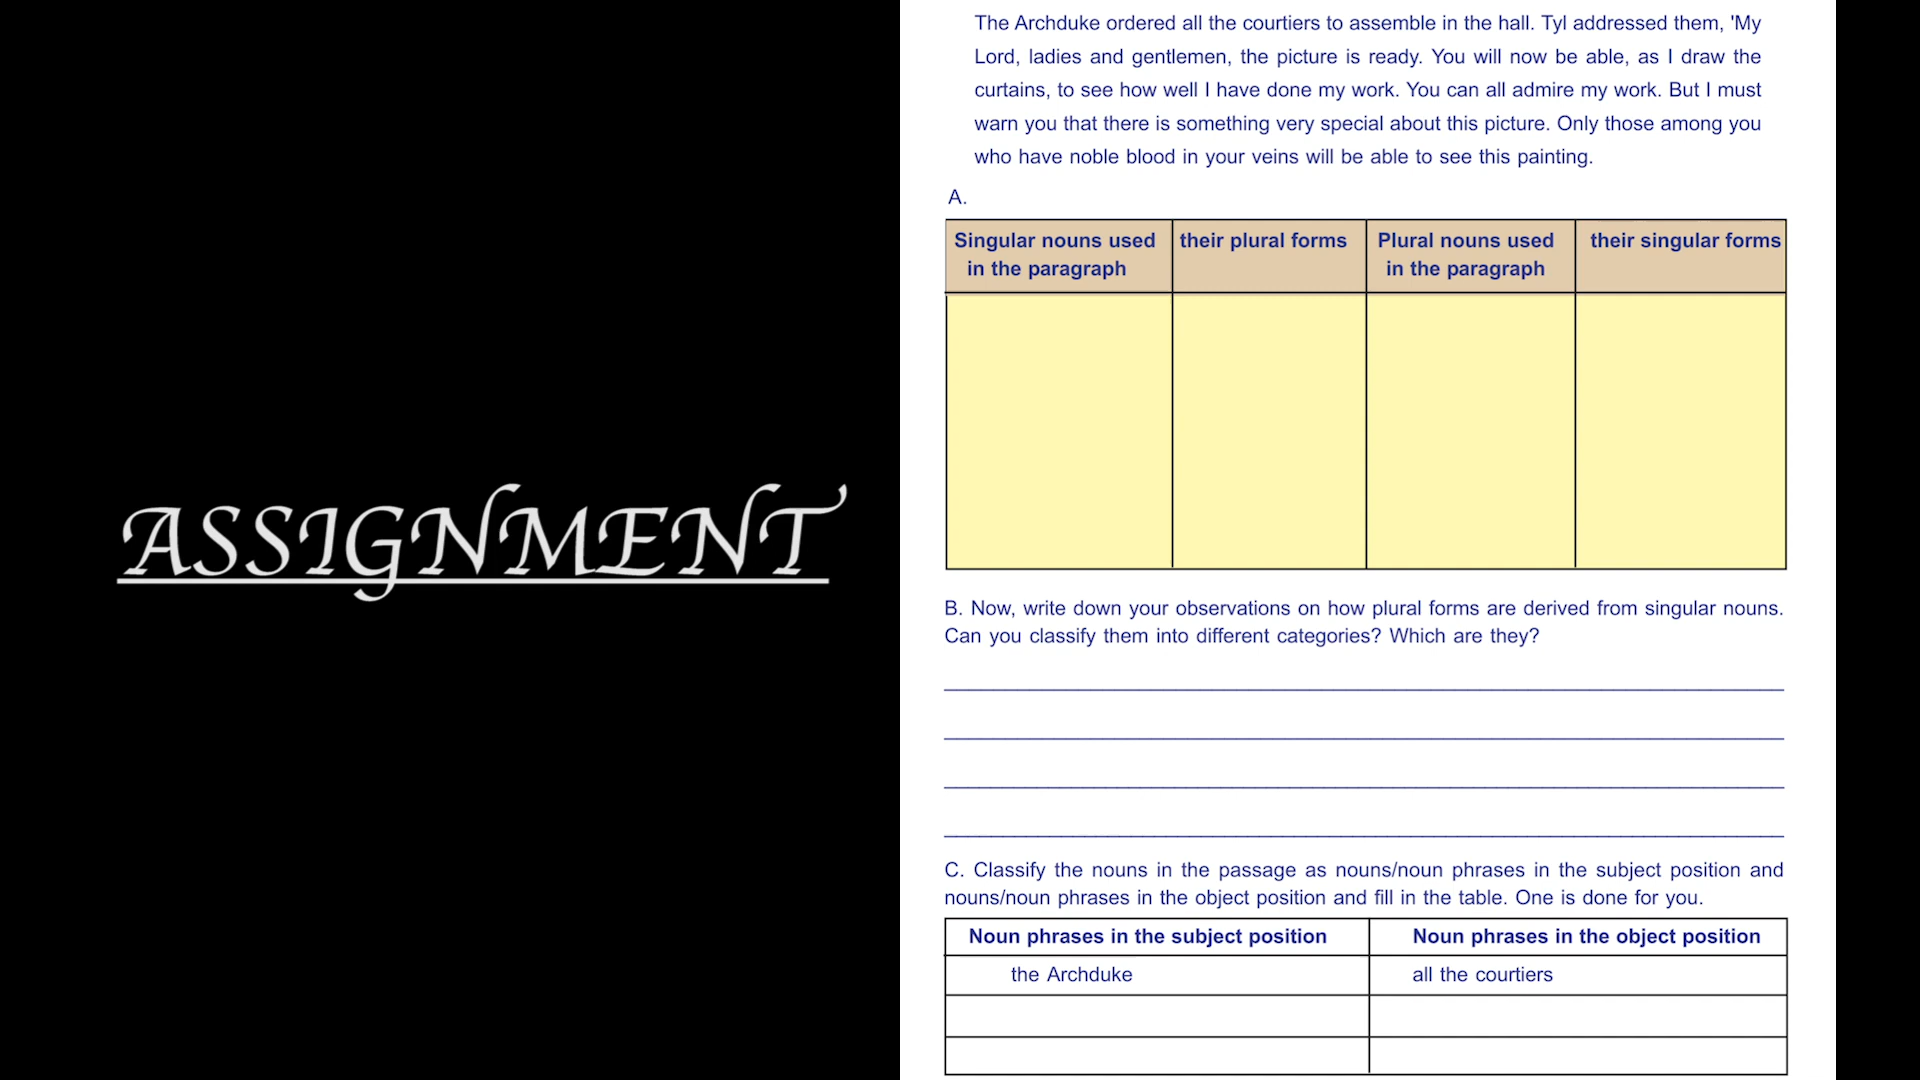 ASSIGNMENT
The Archduke ordered all the courtiers to assemble in the hall. Tyl addressed them, 'My
Lord, ladies and gentlemen, the picture is ready. You will now be able, as I draw the
curtains, to see how well I have done my work. You can all admire my work. But I must
warn you that there is something very special about this picture. Only those among you
who have noble blood in your veins will be able to see this painting.
A.
Singular nouns used
in the paragraph
their plural forms
Plural nouns used
in the paragraph
their singular forms
B. Now, write down your observations on how plural forms are derived from singular nouns.
Can you classify them into different categories? Which are they?
C. Classify the nouns in the passage as nouns/noun phrases in the subject position and
nouns/noun phrases in the object position and fill in the table. One is done for you.
Noun phrases in the subject position
Noun phrases in the object position
the Archduke
all the courtiers